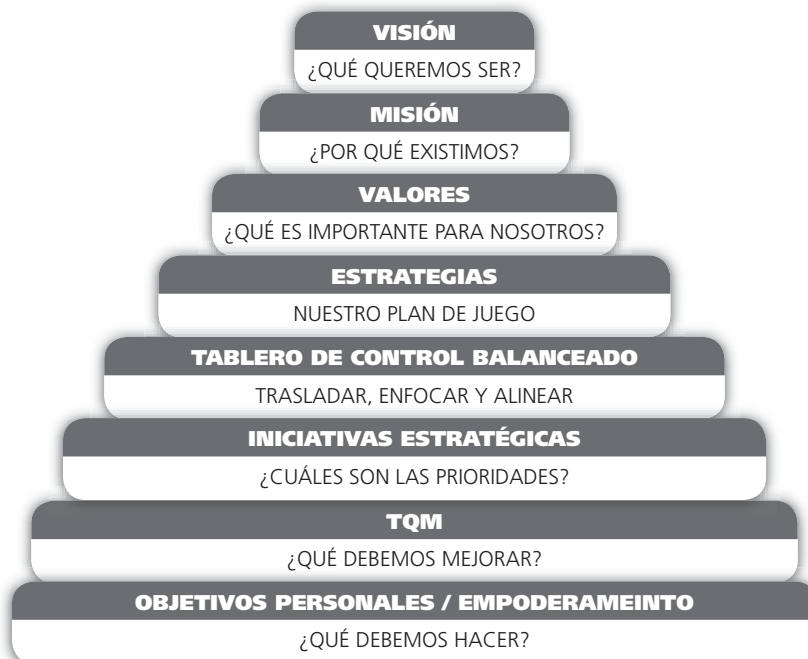 VISIÓN
¿QUÉ QUEREMOS SER?
MISIÓN
¿POR QUÉ EXISTIMOS?
VALORES
¿QUÉ ES IMPORTANTE PARA NOSOTROS?
ESTRATEGIAS
NUESTRO PLAN DE JUEGO
TABLERO DE CONTROL BALANCEADO
TRASLADAR, ENFOCAR Y ALINEAR
INICIATIVAS ESTRATÉGICAS
¿CUÁLES SON LAS PRIORIDADES?
TQM
¿QUÉ DEBEMOS MEJORAR?
OBJETIVOS PERSONALES / EMPODERAMEINTO
¿QUÉ DEBEMOS HACER?